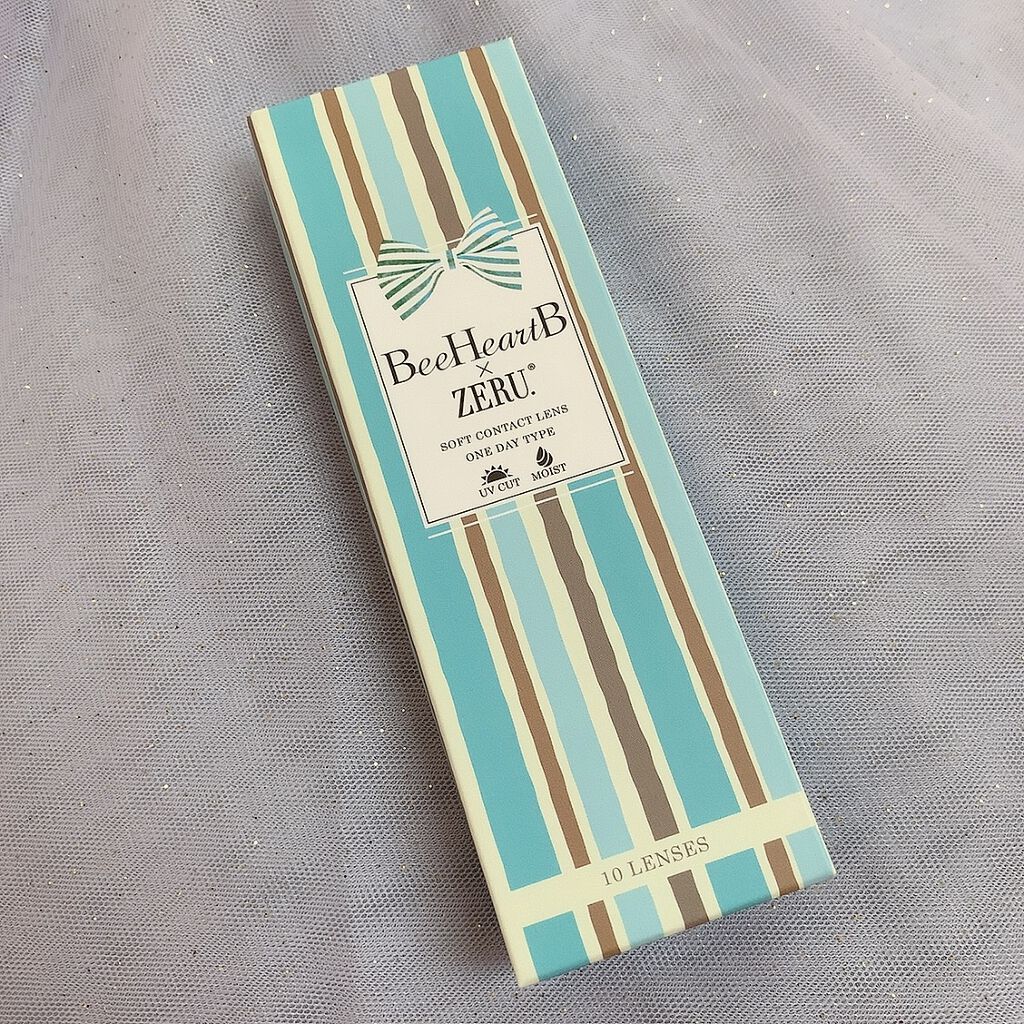 BeeHeartB
×
ZERU.®
SOFT CONTACT LENS
ONE DAY TYPE
UV CUT MOIST
10 LENSES